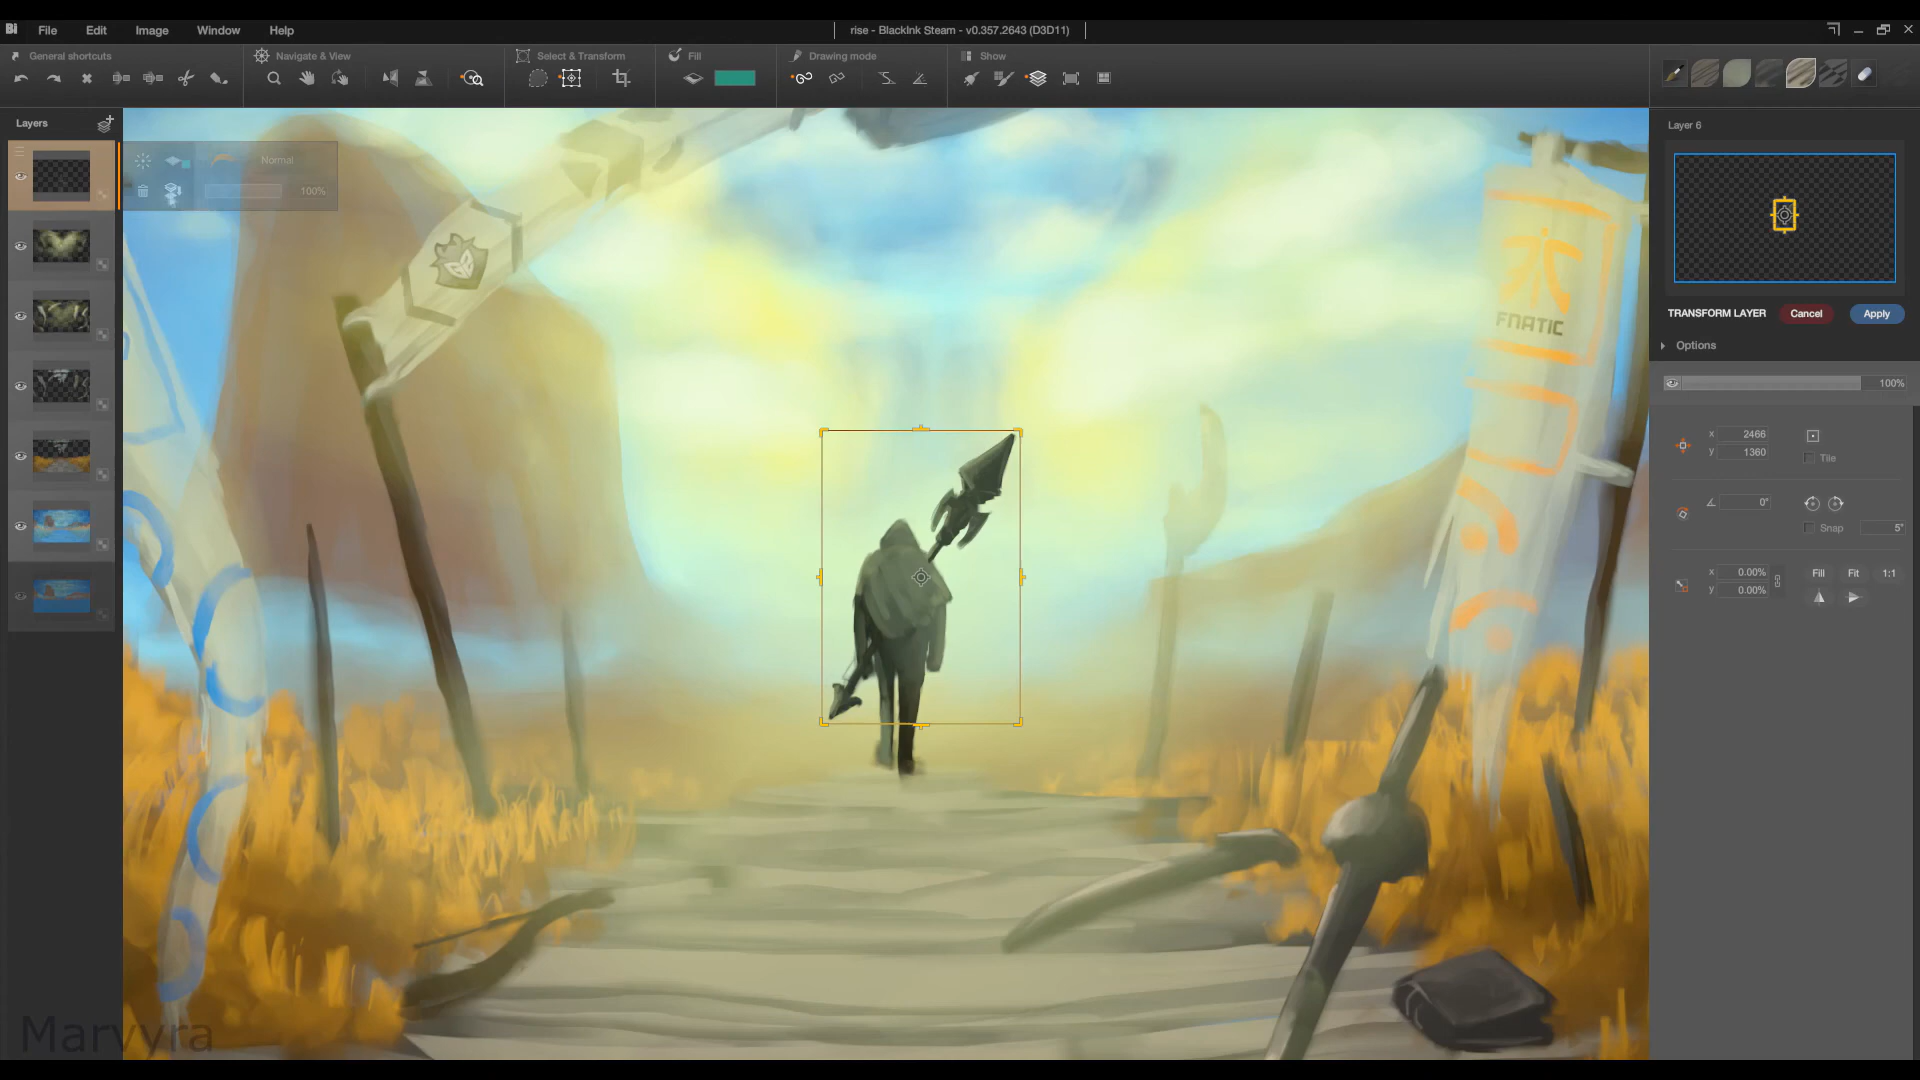 Bi File Edit Image Window Help
rise - BlackInk Steam - v0.357.2643 (D3D11)
General shortcuts
Navigate & View
Select & Transform
Fill
Drawing mode
Show
Layers
Normal
100%
Layer 6
TRANSFORM LAYER Cancel Apply
Options
100%
x 2466
y 1360
Tile
0°
Snap 5°
x 0.00%
y 0.00%
Fill Fit 1:1
FNATIC
Marvyra